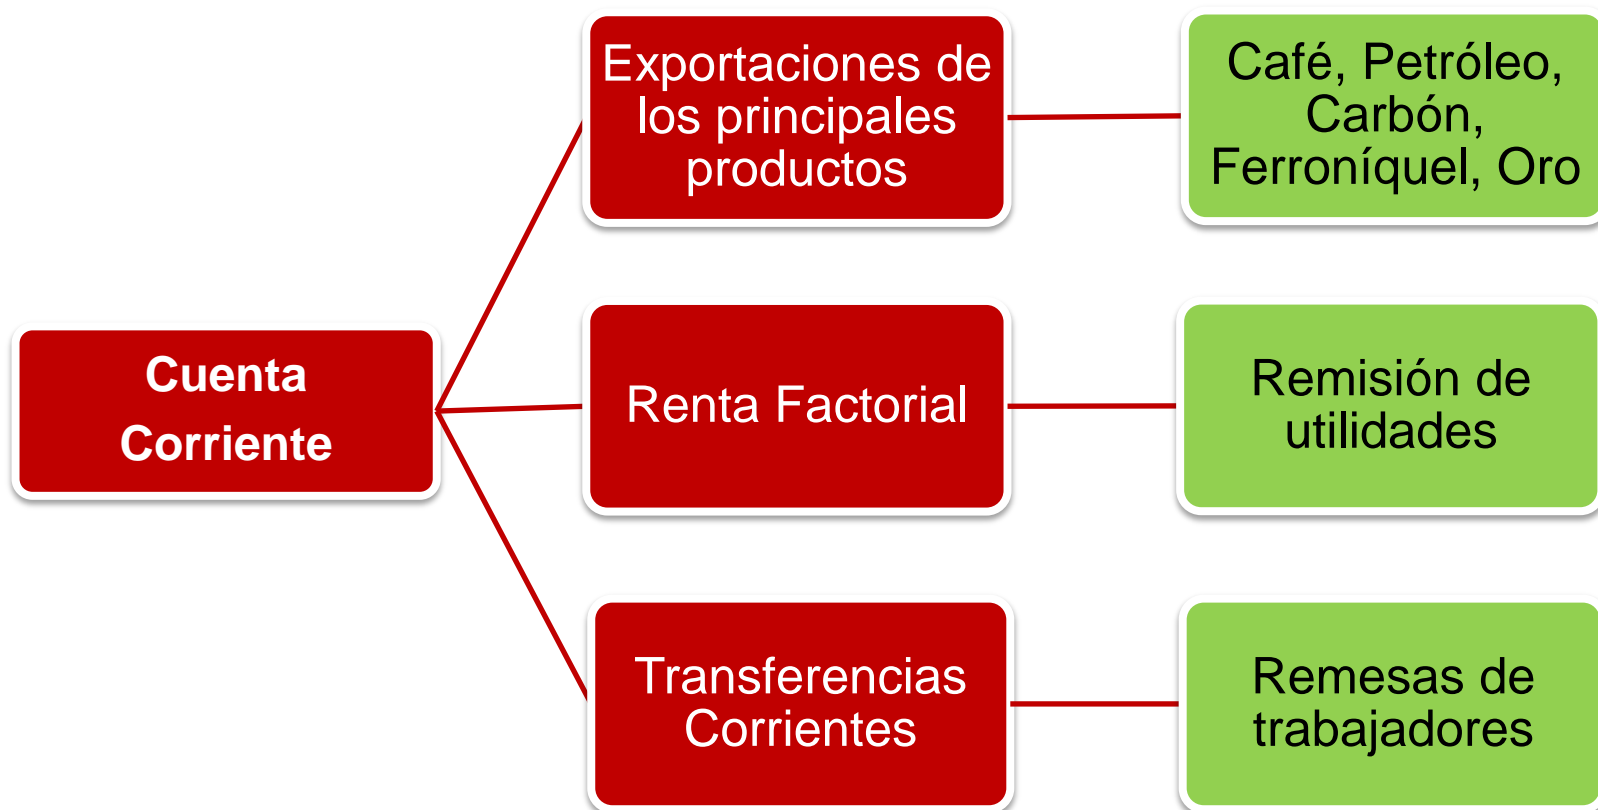 Exportaciones de
los principales
productos
Café, Petróleo,
Carbón,
Ferroníquel, Oro
Cuenta
Corriente
Renta Factorial
Remisión de
utilidades
Transferencias
Corrientes
Remesas de
trabajadores